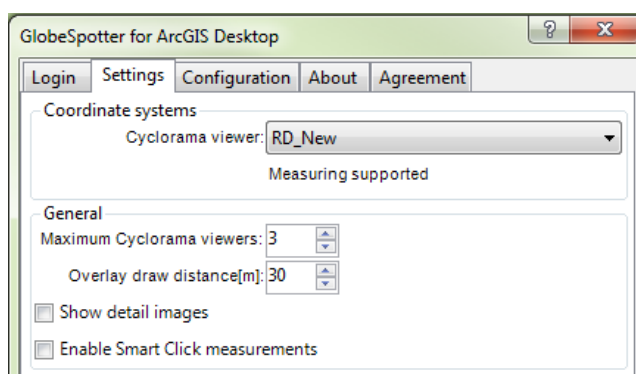 GlobeSpotter for ArcGIS Desktop
? X
Login Settings Configuration About Agreement
Coordinate systems
Cyclorama viewer: RD_New
Measuring supported
General
Maximum Cyclorama viewers: 3
Overlay draw distance[m]: 30
Show detail images
Enable Smart Click measurements